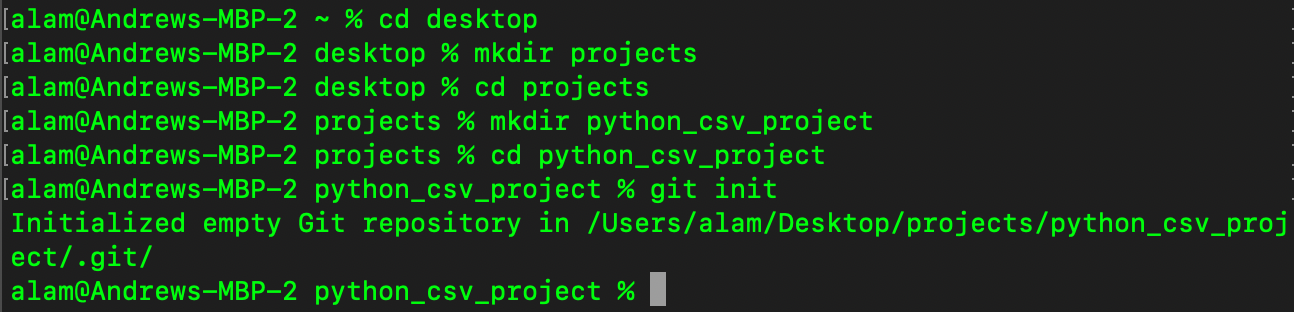 [alam@Andrews-MBP-2 ~ % cd desktop
[alam@Andrews-MBP-2 desktop % mkdir projects
[alam@Andrews-MBP-2 desktop % cd projects
[alam@Andrews-MBP-2 projects % mkdir python_csv_project
[alam@Andrews-MBP-2 projects % cd python_csv_project
[alam@Andrews-MBP-2 python_csv_project % git init
Initialized empty Git repository in /Users/alam/Desktop/projects/python_csv_proj
ect/.git/
alam@Andrews-MBP-2 python_csv_project %